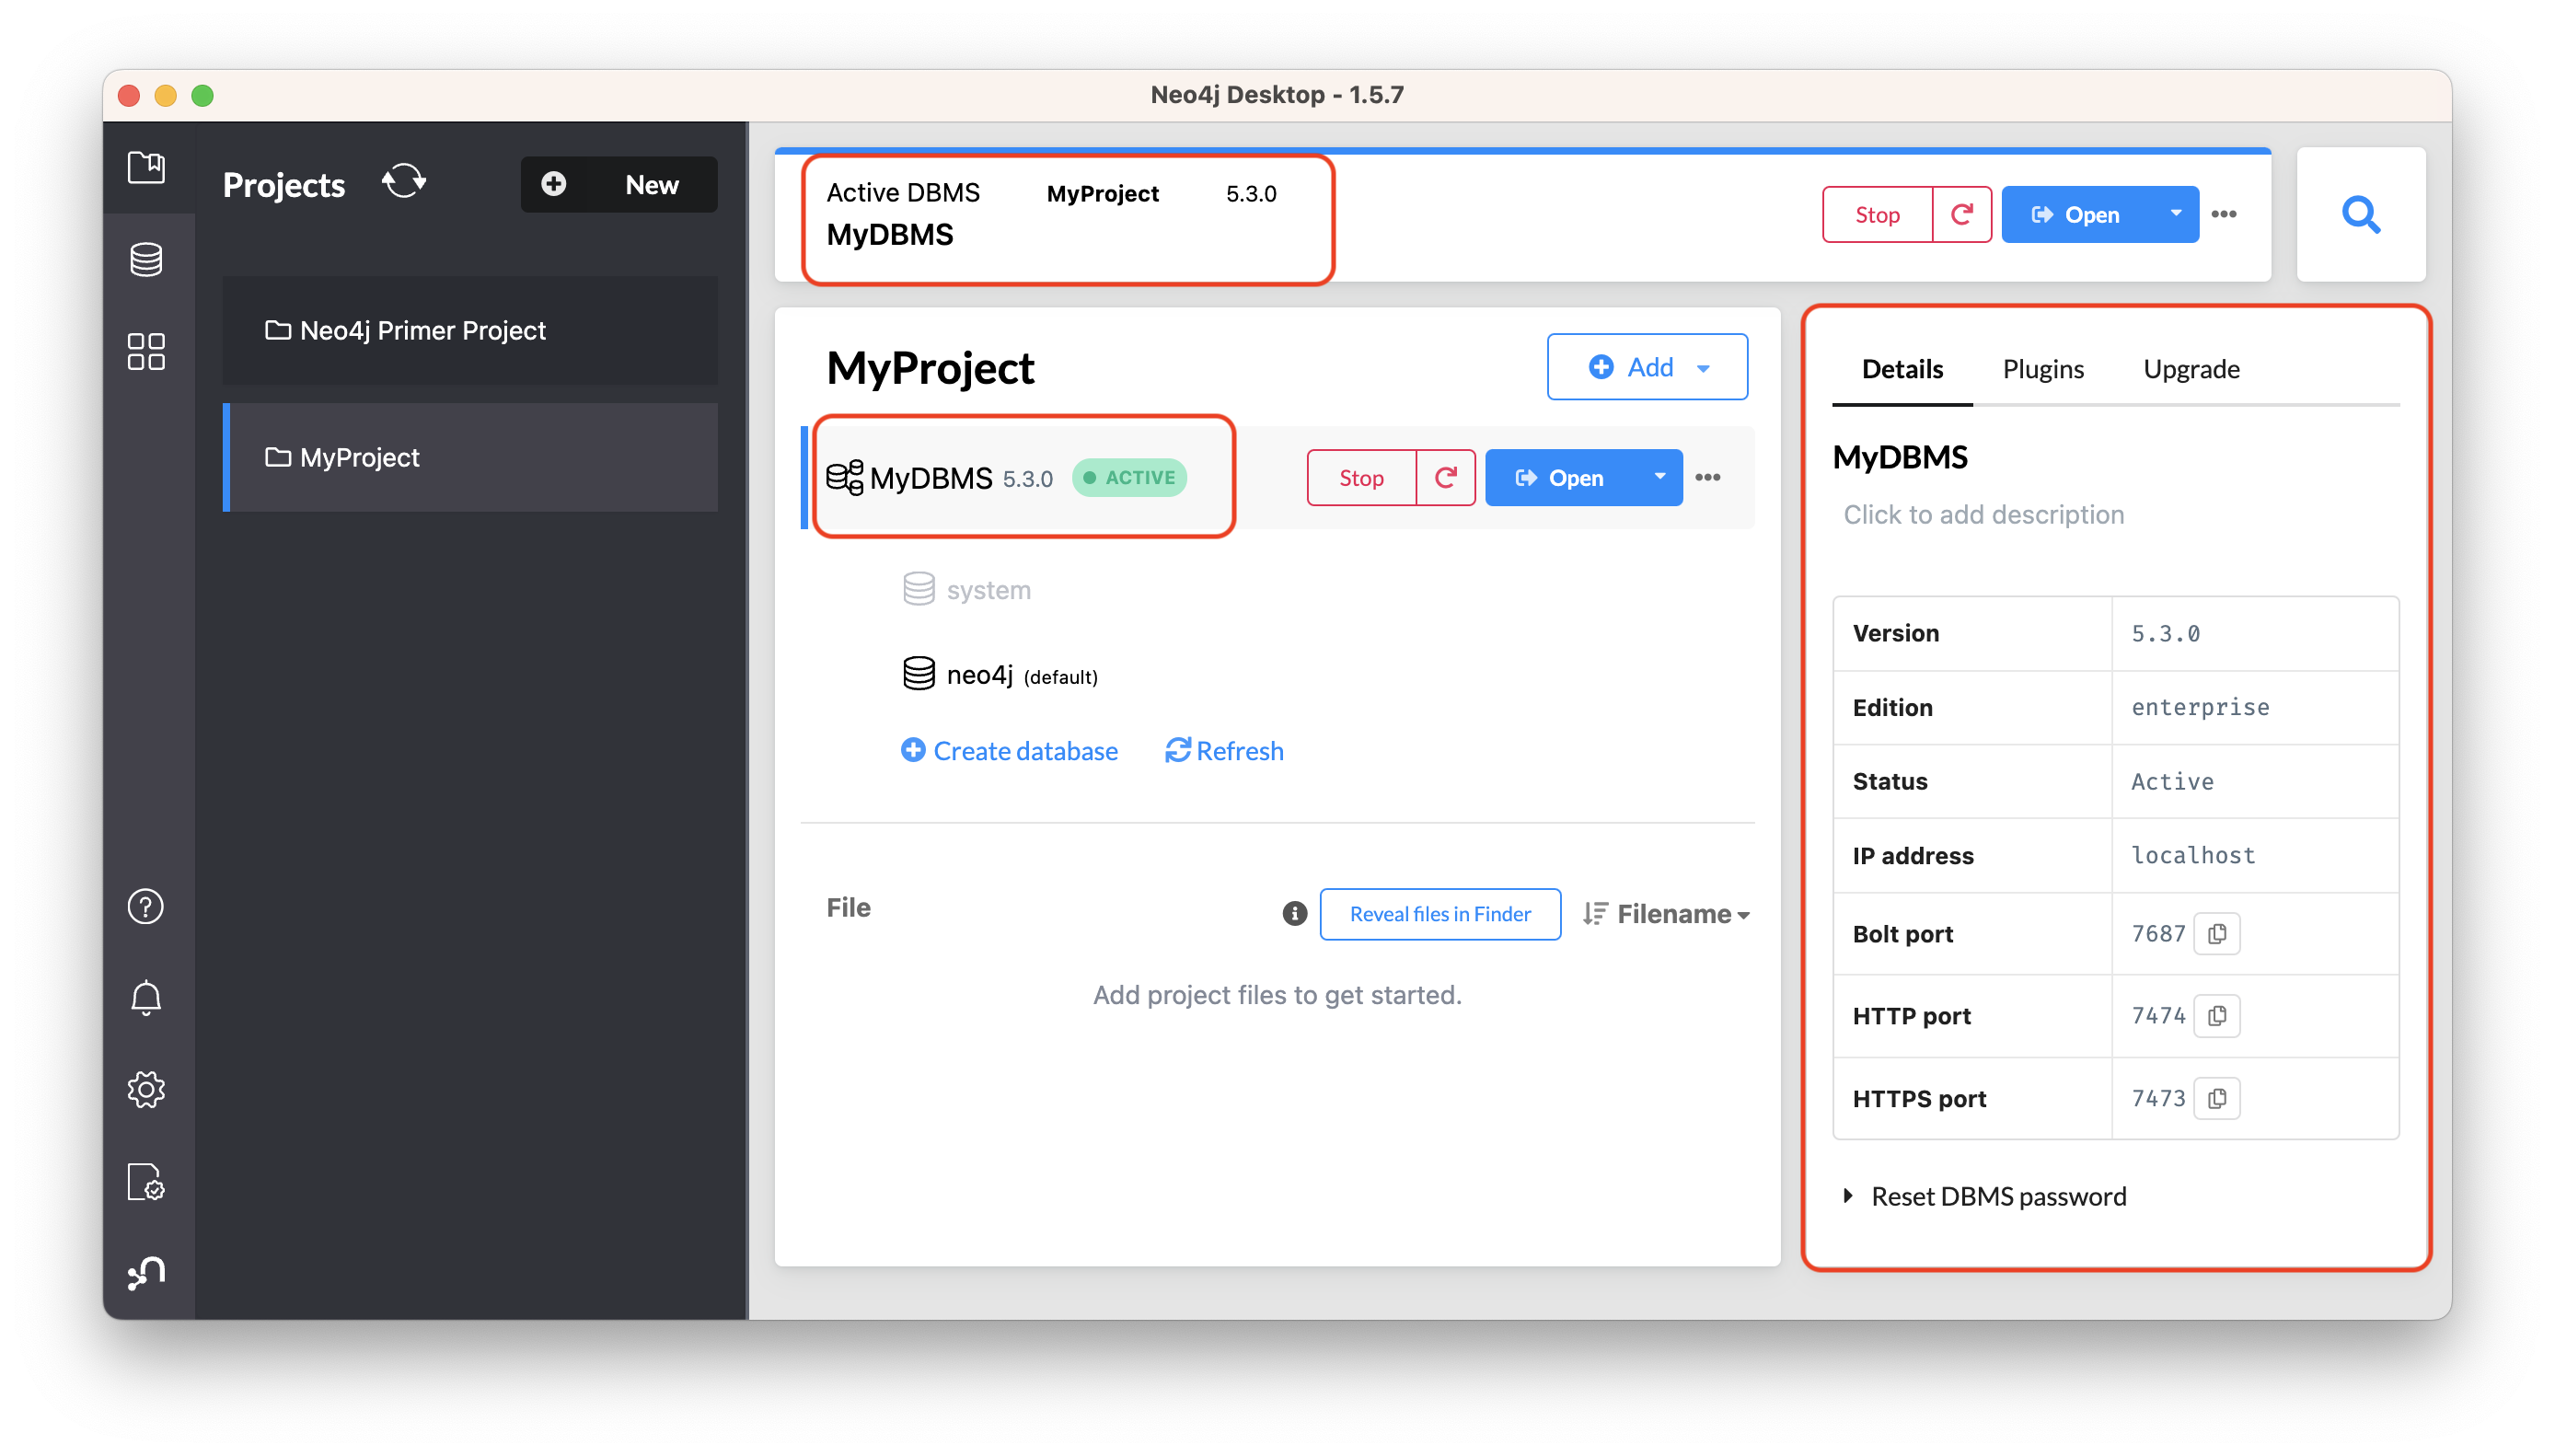 Neo4j Desktop - 1.5.7
Projects
New
Neo4j Primer Project
MyProject
Active DBMS MyProject 5.3.0
MyDBMS
Stop Open
MyProject
Add
MyDBMS 5.3.0 ACTIVE
Stop Open
system
neo4j (default)
Create database Refresh
File
Reveal files in Finder Filename
Add project files to get started.
Details Plugins Upgrade
MyDBMS
Click to add description
Version 5.3.0
Edition enterprise
Status Active
IP address localhost
Bolt port 7687
HTTP port 7474
HTTPS port 7473
Reset DBMS password